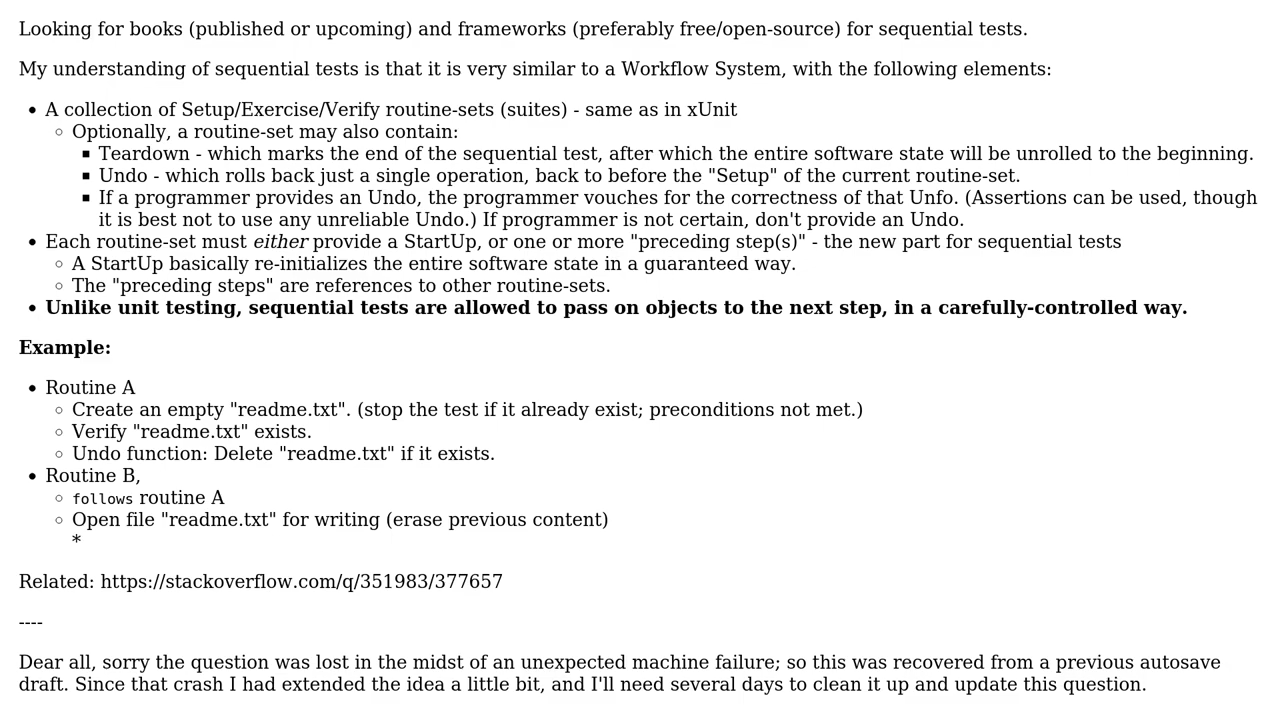 Looking for books (published or upcoming) and frameworks (preferably free/open-source) for sequential tests.
My understanding of sequential tests is that it is very similar to a Workflow System, with the following elements:
• A collection of Setup/Exercise/Verify routine-sets (suites) - same as in xUnit
◦ Optionally, a routine-set may also contain:
▪ Teardown - which marks the end of the sequential test, after which the entire software state will be unrolled to the beginning.
▪ Undo - which rolls back just a single operation, back to before the "Setup" of the current routine-set.
▪ If a programmer provides an Undo, the programmer vouches for the correctness of that Unfo. (Assertions can be used, though
it is best not to use any unreliable Undo.) If programmer is not certain, don't provide an Undo.
• Each routine-set must either provide a StartUp, or one or more "preceding step(s)" - the new part for sequential tests
◦ A StartUp basically re-initializes the entire software state in a guaranteed way.
◦ The "preceding steps" are references to other routine-sets.
• Unlike unit testing, sequential tests are allowed to pass on objects to the next step, in a carefully-controlled way.
Example:
• Routine A
◦ Create an empty "readme.txt". (stop the test if it already exist; preconditions not met.)
◦ Verify "readme.txt" exists.
◦ Undo function: Delete "readme.txt" if it exists.
• Routine B,
◦ follows routine A
◦ Open file "readme.txt" for writing (erase previous content)
*
Related: https://stackoverflow.com/q/351983/377657
----
Dear all, sorry the question was lost in the midst of an unexpected machine failure; so this was recovered from a previous autosave
draft. Since that crash I had extended the idea a little bit, and I'll need several days to clean it up and update this question.